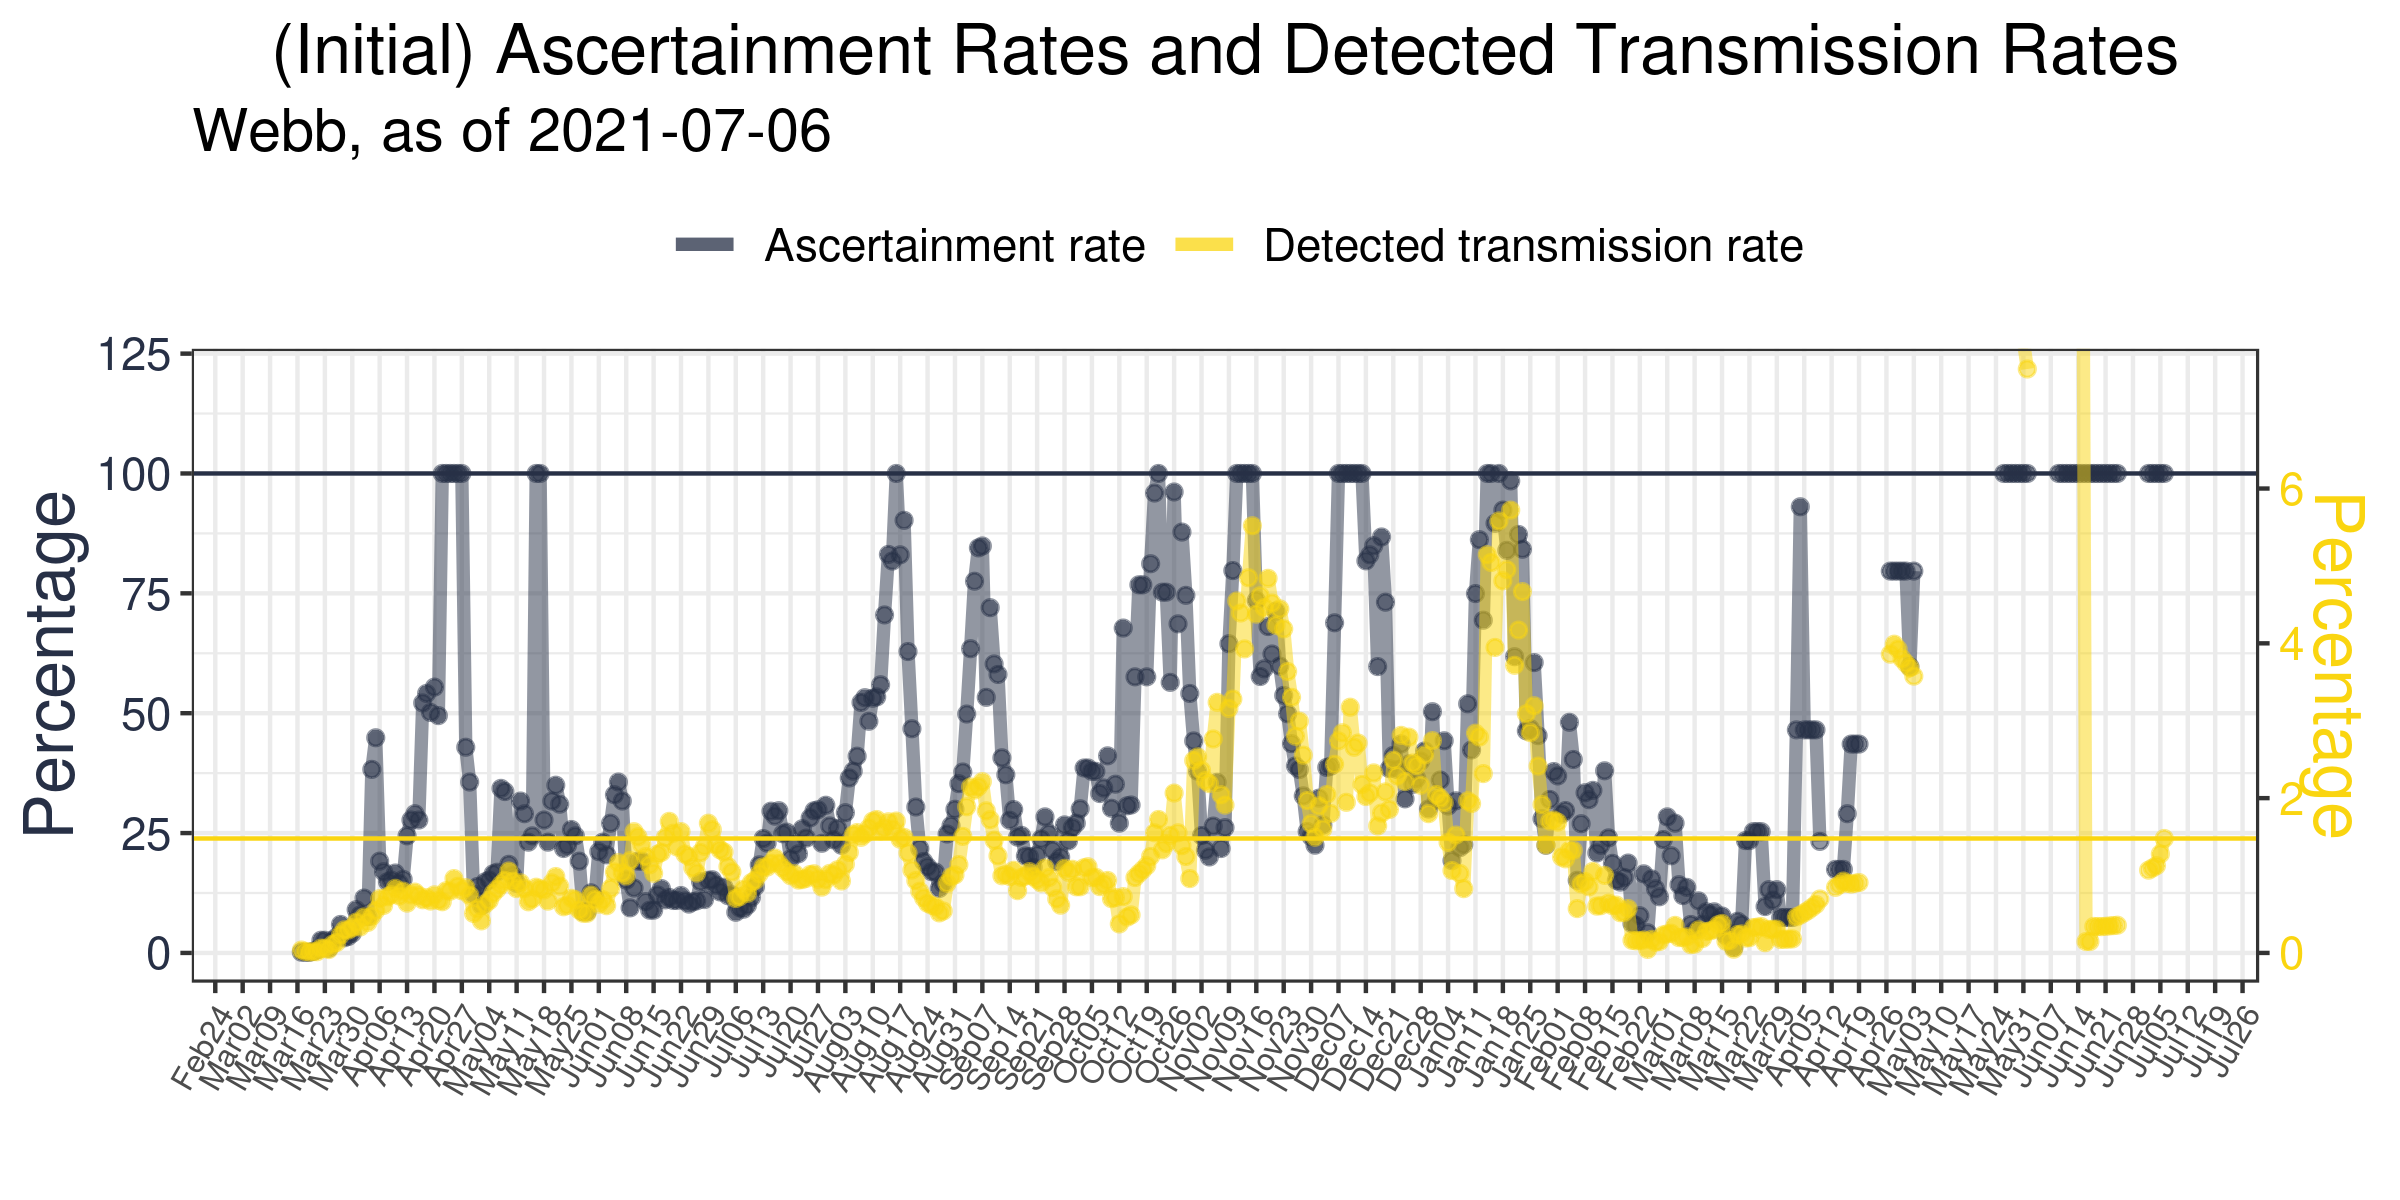 (Initial) Ascertainment Rates and Detected Transmission Rates
Webb, as of 2021-07-06
Ascertainment rate
Detected transmission rate
125
100
75
50
25
0
Percentage
6
4
2
0
Percentage
Feb24
Mar02
Mar09
Mar16
Mar23
Mar30
Apr06
Apr13
Apr20
Apr27
May04
May11
May18
May25
Jun01
Jun08
Jun15
Jun22
Jun29
Jul06
Jul13
Jul20
Jul27
Aug03
Aug10
Aug17
Aug24
Aug31
Sep07
Sep14
Sep21
Sep28
Oct05
Oct12
Oct19
Oct26
Nov02
Nov09
Nov16
Nov23
Nov30
Dec07
Dec14
Dec21
Dec28
Jan04
Jan11
Jan18
Jan25
Feb01
Feb08
Feb15
Feb22
Mar01
Mar08
Mar15
Mar22
Mar29
Apr05
Apr12
Apr19
Apr26
May03
May10
May17
May24
May31
Jun07
Jun14
Jun21
Jun28
Jul05
Jul12
Jul19
Jul26